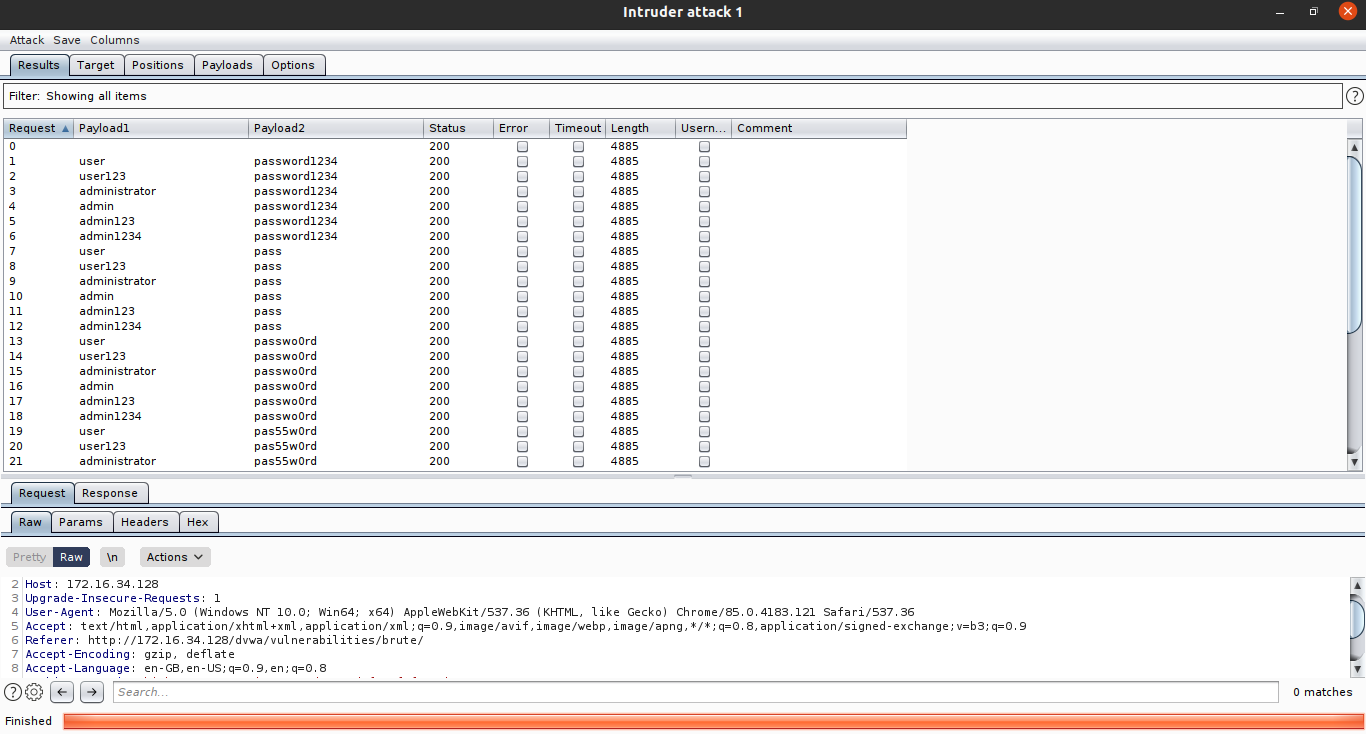 Intruder attack 1
Attack Save Columns
Results Target Positions Payloads Options
Filter: Showing all items
Request Payload1 Payload2 Status Error Timeout Length Usern... Comment
0 200 4885
1 user password1234 200 4885
2 user123 password1234 200 4885
3 administrator password1234 200 4885
4 admin password1234 200 4885
5 admin123 password1234 200 4885
6 admin1234 password1234 200 4885
7 user pass 200 4885
8 user123 pass 200 4885
9 administrator pass 200 4885
10 admin pass 200 4885
11 admin123 pass 200 4885
12 admin1234 pass 200 4885
13 user passwo0rd 200 4885
14 user123 passwo0rd 200 4885
15 administrator passwo0rd 200 4885
16 admin passwo0rd 200 4885
17 admin123 passwo0rd 200 4885
18 admin1234 passwo0rd 200 4885
19 user pas55w0rd 200 4885
20 user123 pas55w0rd 200 4885
21 administrator pas55w0rd 200 4885
Request Response
Raw Params Headers Hex
Pretty Raw \n Actions
2 Host: 172.16.34.128
3 Upgrade-Insecure-Requests: 1
4 User-Agent: Mozilla/5.0 (Windows NT 10.0; Win64; x64) AppleWebKit/537.36 (KHTML, like Gecko) Chrome/85.0.4183.121 Safari/537.36
5 Accept: text/html,application/xhtml+xml,application/xml;q=0.9,image/avif,image/webp,image/apng,*/*;q=0.8,application/signed-exchange;v=b3;q=0.9
6 Referer: http://172.16.34.128/dvwa/vulnerabilities/brute/
7 Accept-Encoding: gzip, deflate
8 Accept-Language: en-GB,en-US;q=0.9,en;q=0.8
Search... 0 matches
Finished